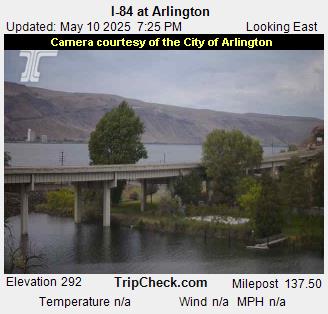 I-84 at Arlington
Updated: May 10 2025 7:25 PM Looking East
Camera courtesy of the City of Arlington
Elevation 292 TripCheck.com Milepost 137.50
Temperature n/a Wind n/a MPH n/a